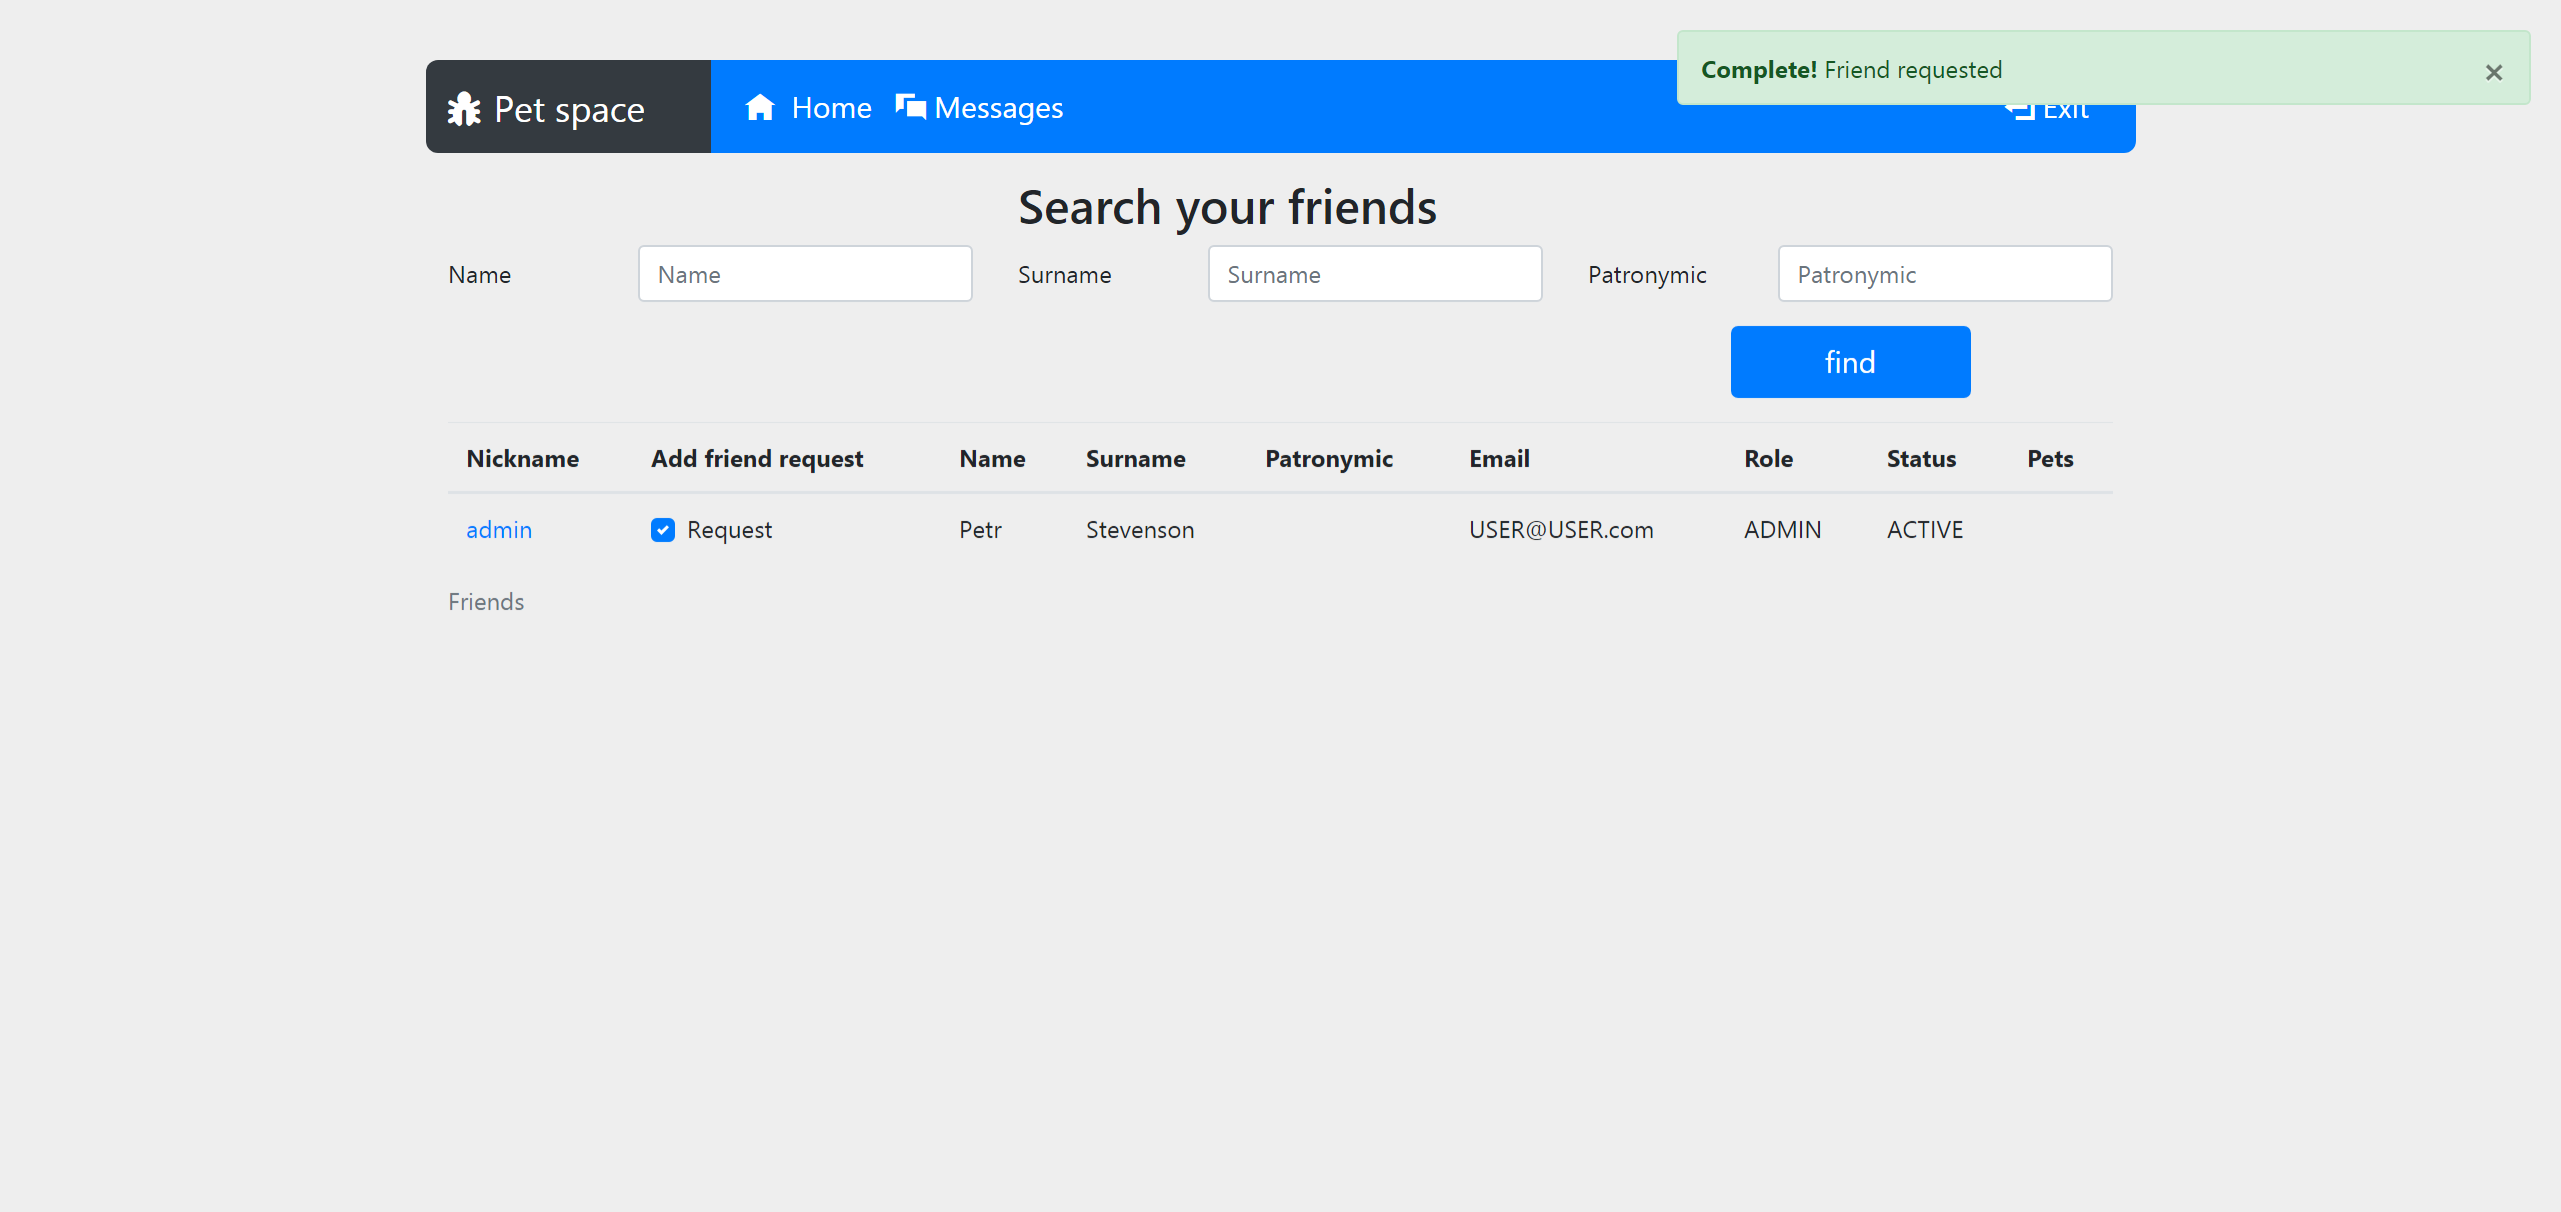 Complete! Friend requested ×
Pet space Home Messages Exit
Search your friends
Name Name Surname Surname Patronymic Patronymic
find
Nickname Add friend request Name Surname Patronymic Email Role Status Pets
admin Request Petr Stevenson USER@USER.com ADMIN ACTIVE
Friends